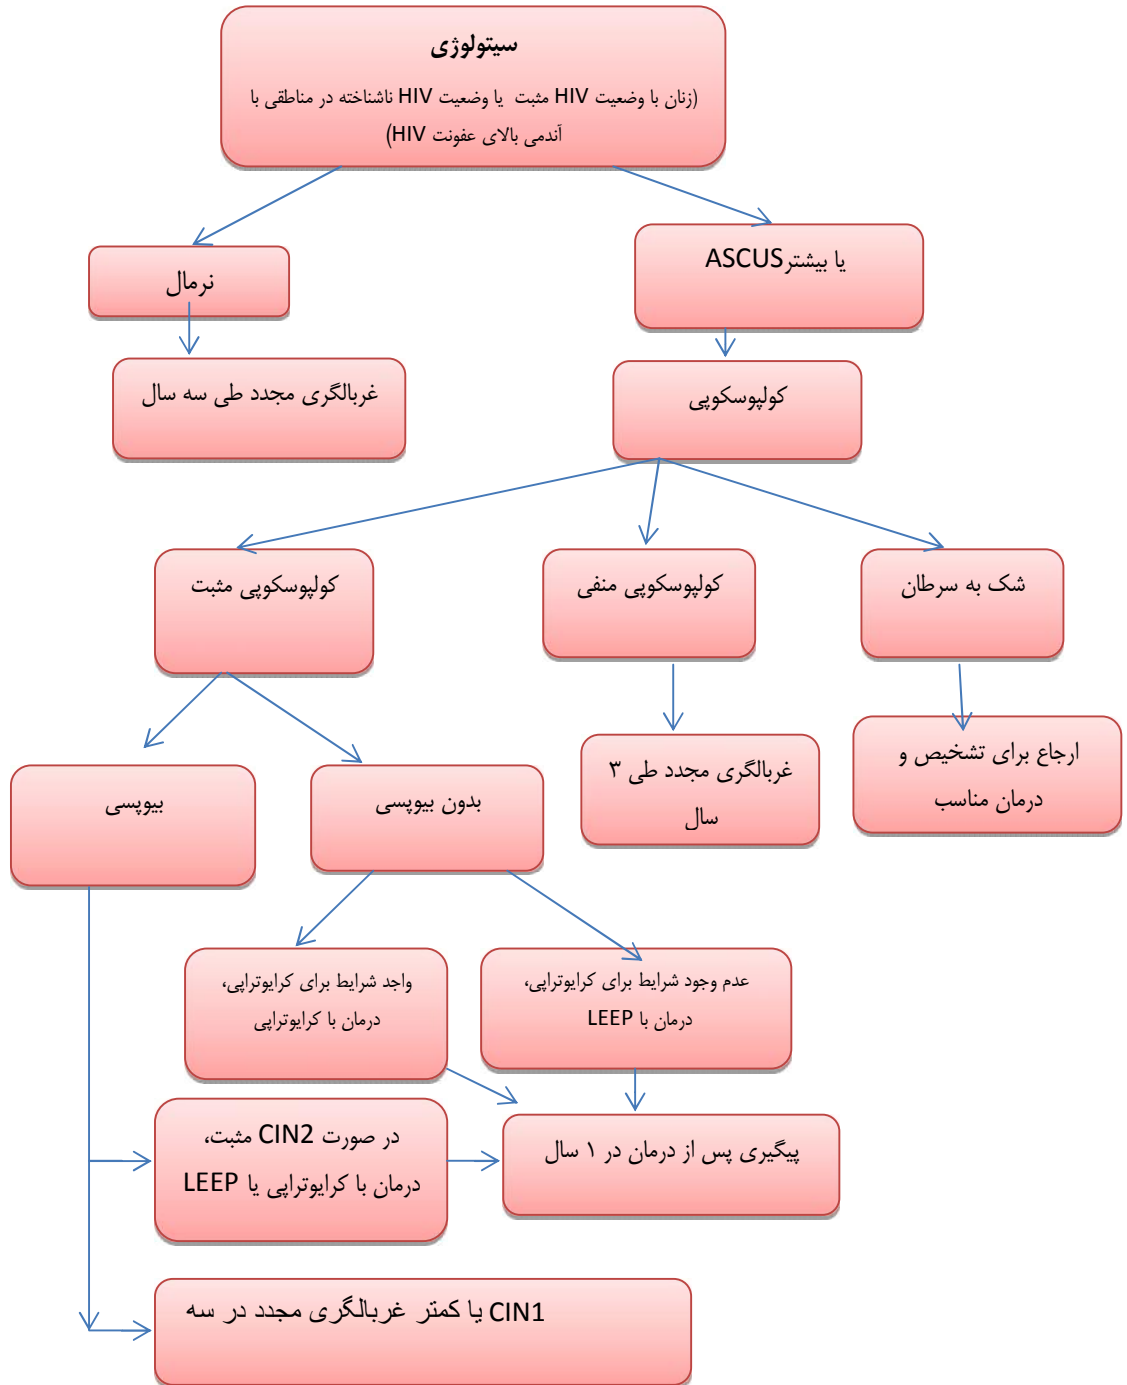 سیتولوژی
(زنان با وضعیت HIV مثبت یا وضعیت HIV ناشناخته در مناطقی با
آندمی بالای عفونت HIV)
یا بیشترASCUS
نرمال
غربالگری مجدد طی سه سال
کولپوسکوپی
شک به سرطان
کولپوسکوپی منفی
کولپوسکوپی مثبت
ارجاع برای تشخیص و
درمان مناسب
غربالگری مجدد طی ۳
سال
بدون بیوپسی
بیوپسی
عدم وجود شرایط برای کرایوتراپی،
درمان با LEEP
واجد شرایط برای کرایوتراپی،
درمان با کرایوتراپی
پیگیری پس از درمان در ۱ سال
در صورت CIN2 مثبت،
درمان با کرایوتراپی یا LEEP
CIN1 یا کمتر غربالگری مجدد در سه